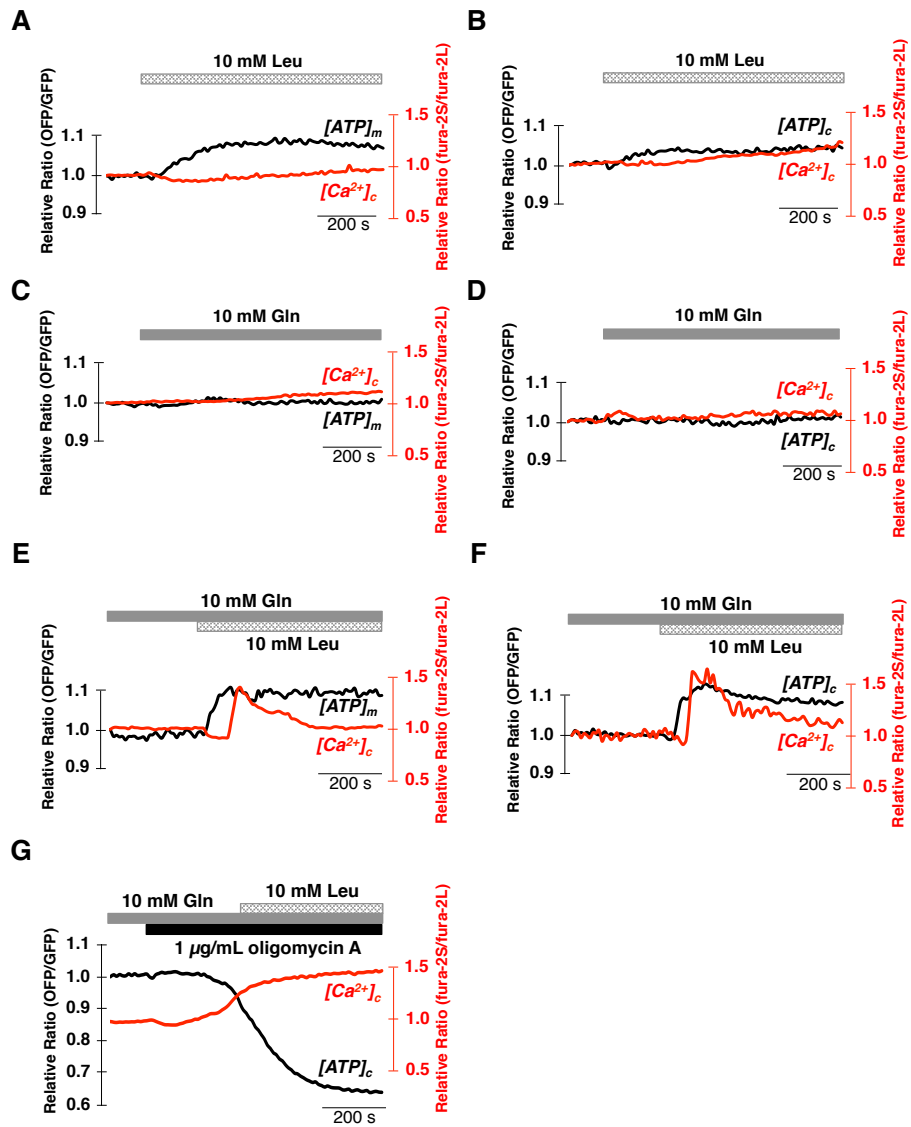 A
10 mM Leu
Relative Ratio (OFP/GFP)
1.1
1.0
0.9
[ATP]m
[Ca2+]c
200 s
1.5
1.0
0.5
Relative Ratio (fura-2S/fura-2L)
B
10 mM Leu
Relative Ratio (OFP/GFP)
1.1
1.0
0.9
[ATP]c
[Ca2+]c
200 s
1.5
1.0
0.5
Relative Ratio (fura-2S/fura-2L)
C
10 mM Gln
Relative Ratio (OFP/GFP)
1.1
1.0
0.9
[Ca2+]c
[ATP]m
200 s
1.5
1.0
0.5
Relative Ratio (fura-2S/fura-2L)
D
10 mM Gln
Relative Ratio (OFP/GFP)
1.1
1.0
0.9
[Ca2+]c
[ATP]c
200 s
1.5
1.0
0.5
Relative Ratio (fura-2S/fura-2L)
E
10 mM Gln
10 mM Leu
Relative Ratio (OFP/GFP)
1.1
1.0
0.9
[ATP]m
[Ca2+]c
200 s
1.5
1.0
0.5
Relative Ratio (fura-2S/fura-2L)
F
10 mM Gln
10 mM Leu
Relative Ratio (OFP/GFP)
1.1
1.0
0.9
[ATP]c
[Ca2+]c
200 s
1.5
1.0
0.5
Relative Ratio (fura-2S/fura-2L)
G
10 mM Leu
10 mM Gln
1 µg/mL oligomycin A
Relative Ratio (OFP/GFP)
1.1
1.0
0.9
0.8
0.7
0.6
[Ca2+]c
[ATP]c
200 s
1.5
1.0
0.5
Relative Ratio (fura-2S/fura-2L)